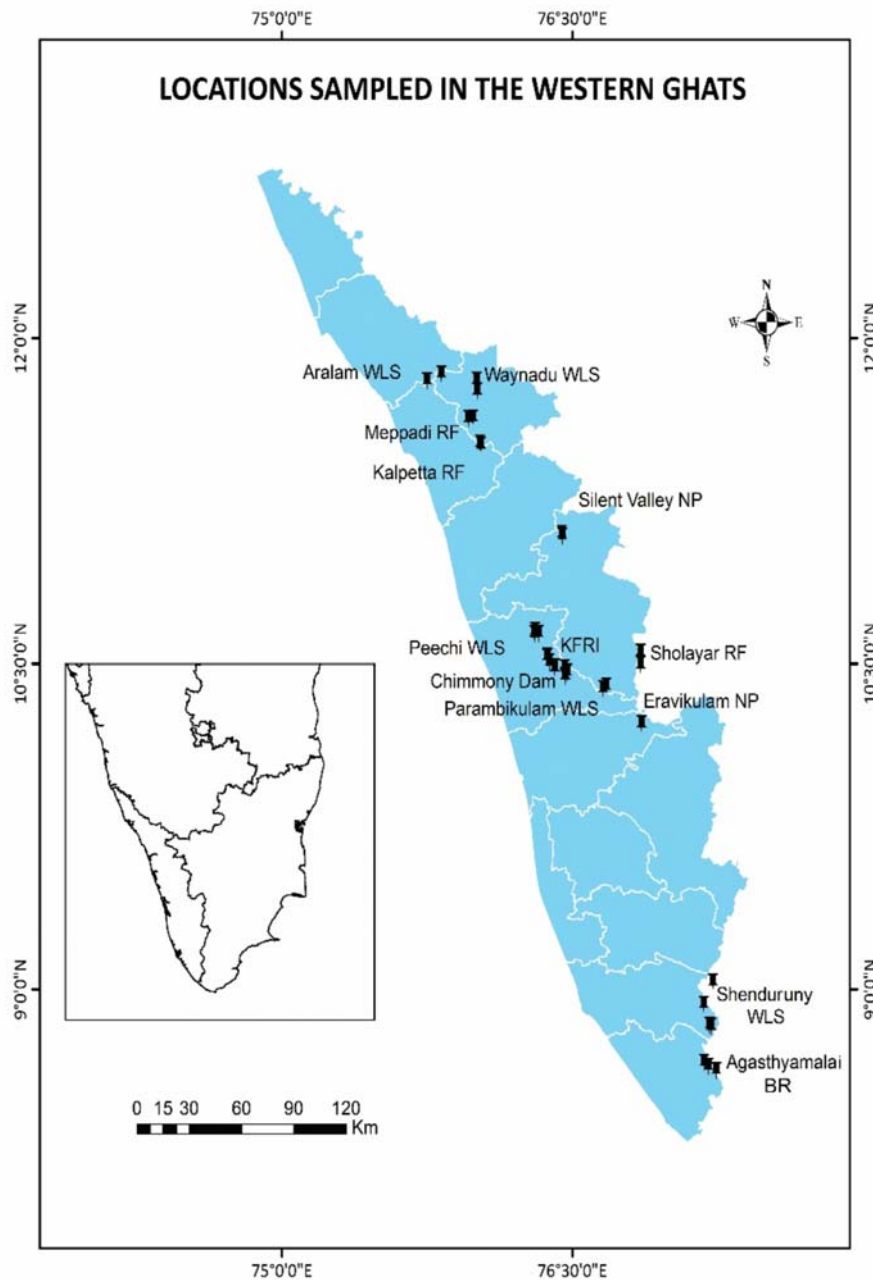 75°0'0"E 76°30'0"E
LOCATIONS SAMPLED IN THE WESTERN GHATS
N
W E
S
12°0'0"N 12°0'0"N
Aralam WLS Waynadu WLS
Meppadi RF
Kalpetta RF
Silent Valley NP
Peechi WLS KFRI Sholayar RF
10°30'0"N 10°30'0"N
Chimmony Dam
Parambikulam WLS Eravikulam NP
9°0'0"N 9°0'0"N
Shenduruny
WLS
Agasthyamalai
BR
0 15 30 60 90 120
Km
75°0'0"E 76°30'0"E